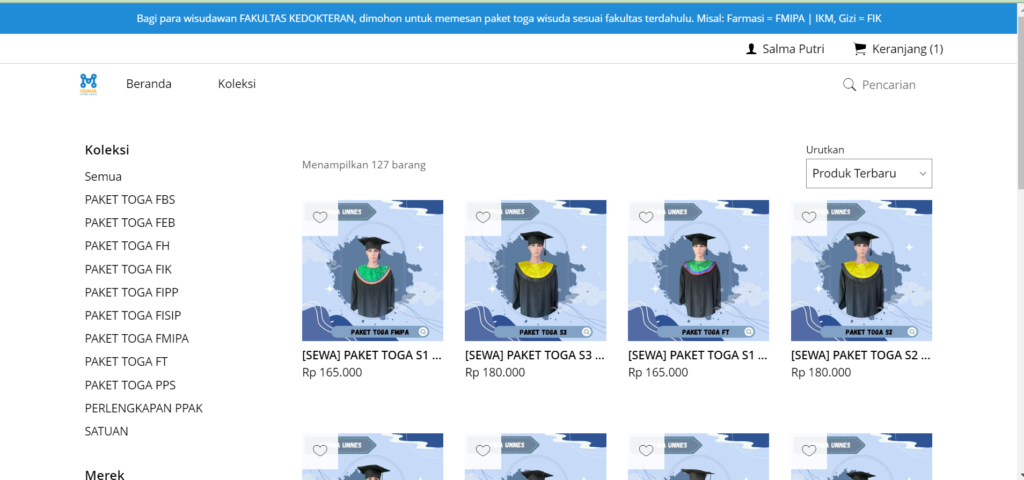 Bagi para wisudawan FAKULTAS KEDOKTERAN, dimohon untuk memesan paket toga wisuda sesuai fakultas terdahulu. Misal: Farmasi = FMIPA | IKM, Gizi = FIK
Salma Putri
Keranjang (1)
Beranda
Koleksi
Pencarian
Koleksi
Semua
PAKET TOGA FBS
PAKET TOGA FEB
PAKET TOGA FH
PAKET TOGA FIK
PAKET TOGA FIPP
PAKET TOGA FISIP
PAKET TOGA FMIPA
PAKET TOGA FT
PAKET TOGA PPS
PERLENGKAPAN PPAK
SATUAN
Merek
Menampilkan 127 barang
Urutkan
Produk Terbaru
UNNES
UNNES
UNNES
UNNES
PAKET TOGA FMIPA
PAKET TOGA S3
PAKET TOGA FT
PAKET TOGA S2
[SEWA] PAKET TOGA S1 ...
[SEWA] PAKET TOGA S3 ...
[SEWA] PAKET TOGA S1 ...
[SEWA] PAKET TOGA S2 ...
Rp 165.000
Rp 180.000
Rp 165.000
Rp 180.000
UNNES
UNNES
UNNES
UNNES